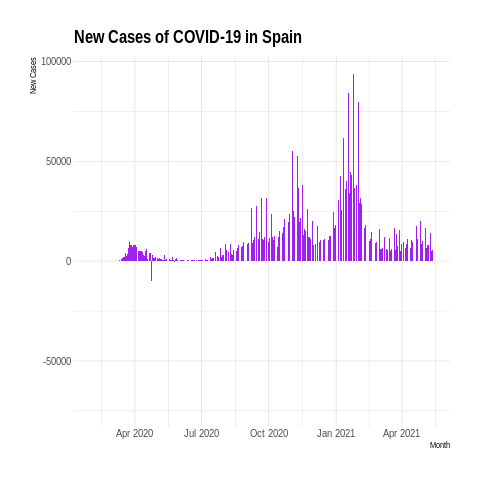 New Cases of COVID-19 in Spain
New Cases
100000
50000
0
-50000
Apr 2020 Jul 2020 Oct 2020 Jan 2021 Apr 2021
Month